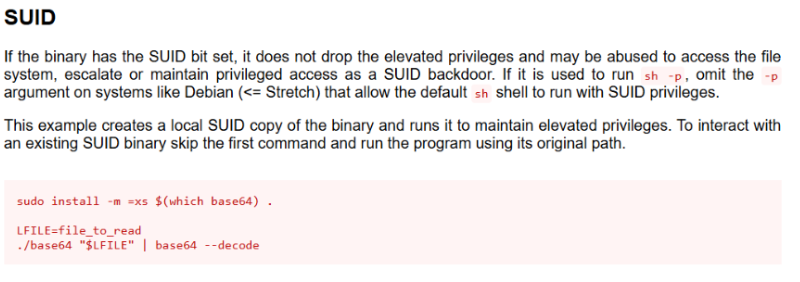 SUID
If the binary has the SUID bit set, it does not drop the elevated privileges and may be abused to access the file
system, escalate or maintain privileged access as a SUID backdoor. If it is used to run sh -p, omit the -p
argument on systems like Debian (<= Stretch) that allow the default sh shell to run with SUID privileges.
This example creates a local SUID copy of the binary and runs it to maintain elevated privileges. To interact with
an existing SUID binary skip the first command and run the program using its original path.
sudo install -m =xs $(which base64) .
LFILE=file_to_read
./base64 "$LFILE" | base64 --decode